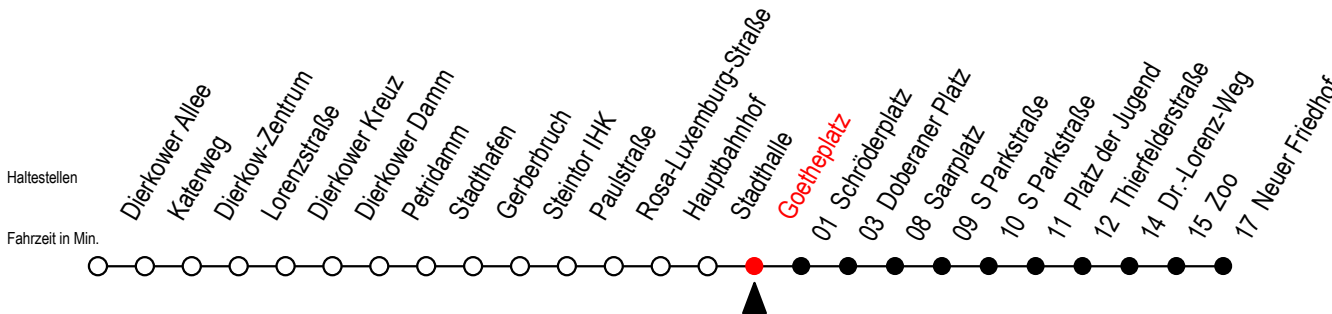 Haltestellen
Fahrzeit in Min.
Dierkower Allee
Katerweg
Dierkow-Zentrum
Lorenzstraße
Dierkower Kreuz
Dierkower Damm
Petridamm
Stadthafen
Gerberbruch
Steintor IHK
Paulstraße
Rosa-Luxemburg-Straße
Hauptbahnhof
Stadthalle
Goetheplatz
01 Schröderplatz
03 Doberaner Platz
08 Saarplatz
09 S Parkstraße
10 S Parkstraße
11 Platz der Jugend
12 Thierfelderstraße
14 Dr.-Lorenz-Weg
15 Zoo
17 Neuer Friedhof